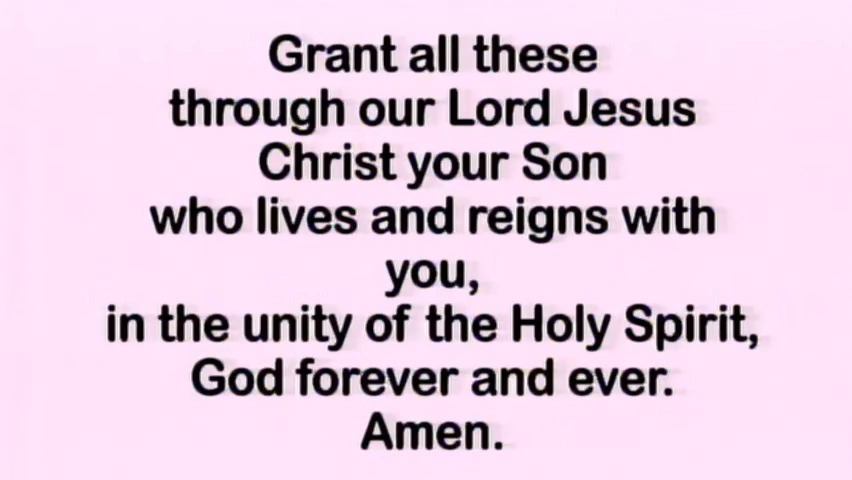 Grant all these
through our Lord Jesus
Christ your Son
who lives and reigns with
you,
in the unity of the Holy Spirit,
God forever and ever.
Amen.